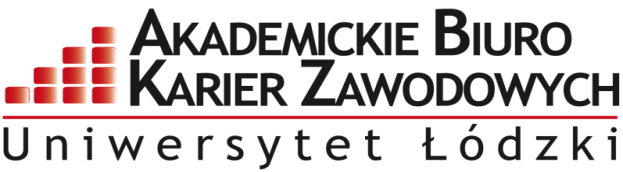 Akademickie Biuro
Karier Zawodowych
Uniwersytet Łódzki